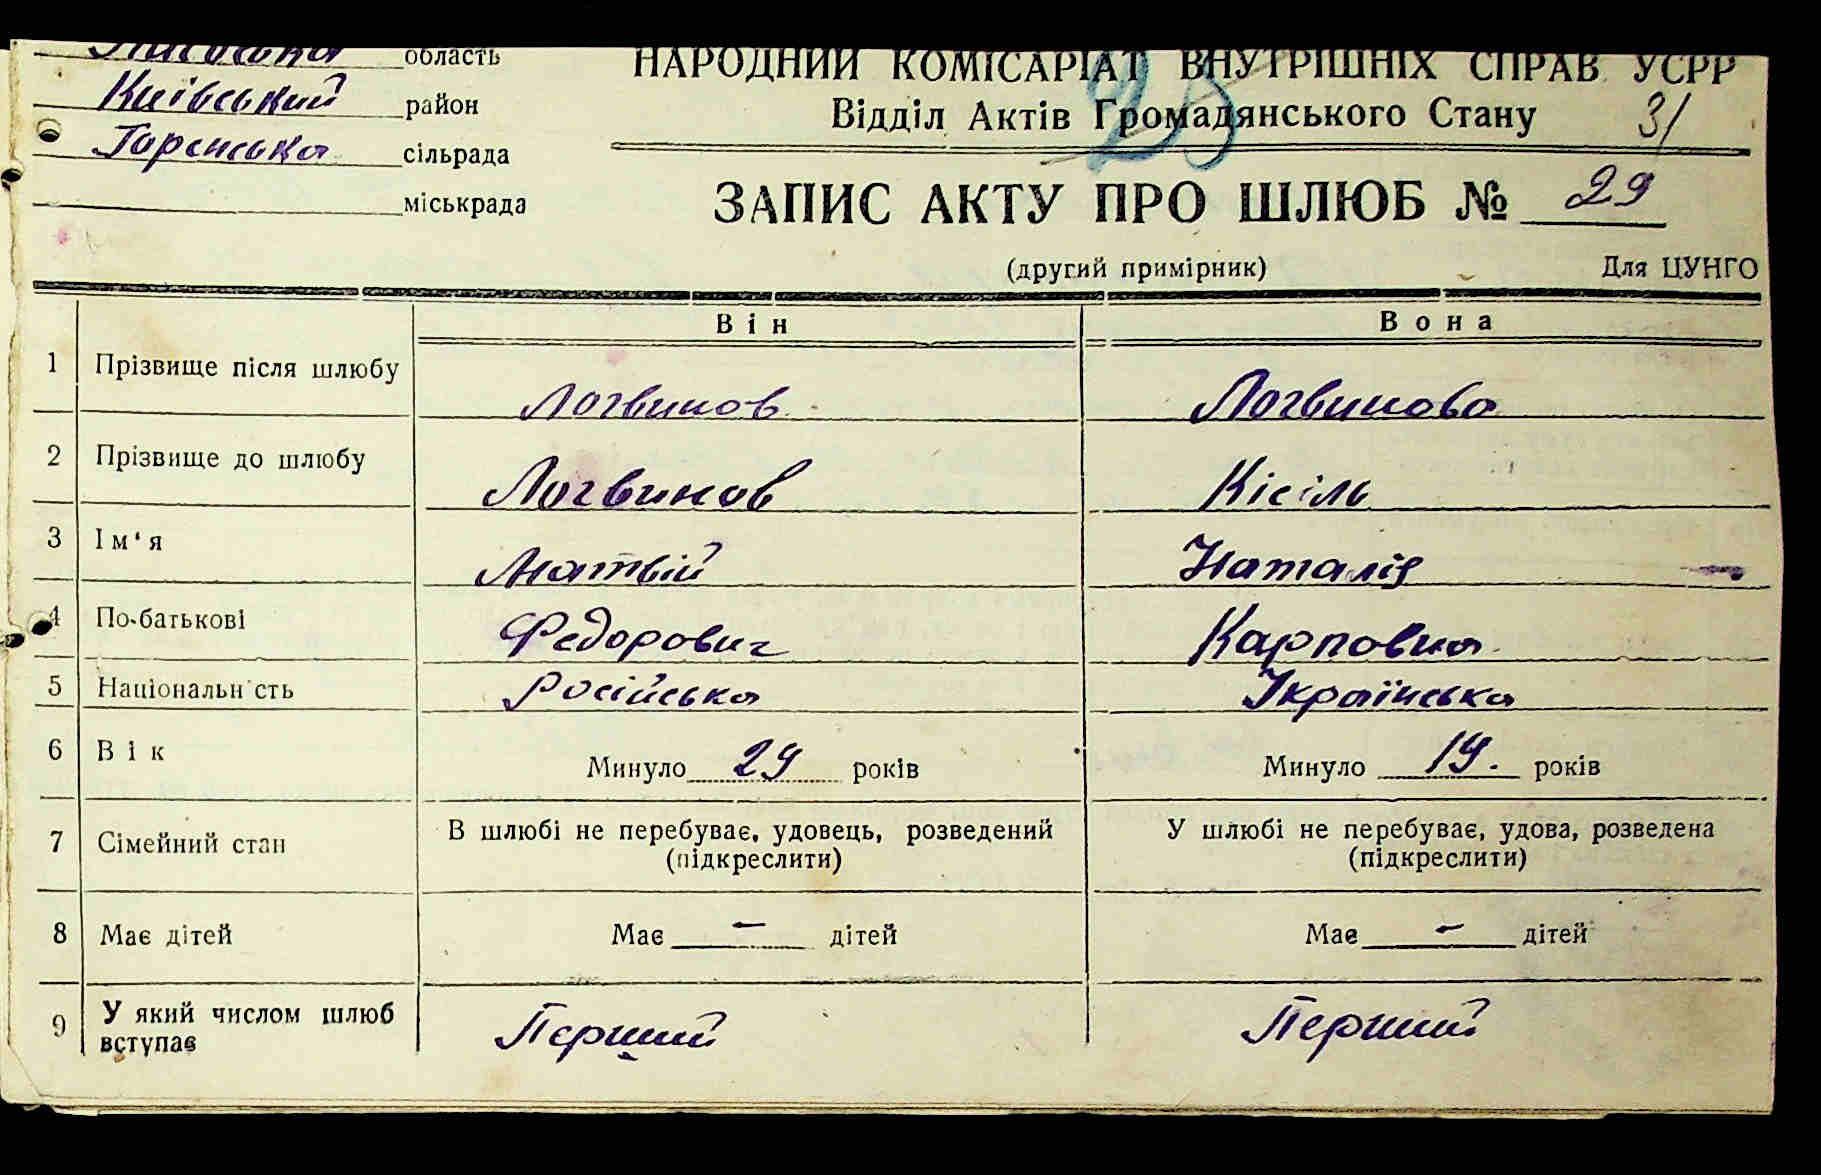 Київська область
Київський район
Горенська сільрада
міськрада
НАРОДНИЙ КОМІСАРІАТ ВНУТРІШНІХ СПРАВ УСРР
Відділ Актів Громадянського Стану
31
23
ЗАПИС АКТУ ПРО ШЛЮБ № 29
(другий примірник) Для ЦУНГО
Він Вона
1 Прізвище після шлюбу Логвинов Логвинова
2 Прізвище до шлюбу Логвинов Кісіль
3 Ім'я Матвій Наталія
4 По-батькові Федорович Карповна
5 Національність Російська Українська
6 Вік Минуло 29 років Минуло 19. років
7 Сімейний стан В шлюбі не перебуває, удовець, розведений У шлюбі не перебуває, удова, розведена
(підкреслити) (підкреслити)
8 Має дітей Має — дітей Має — дітей
9 У який числом шлюб вступає Перший Перший